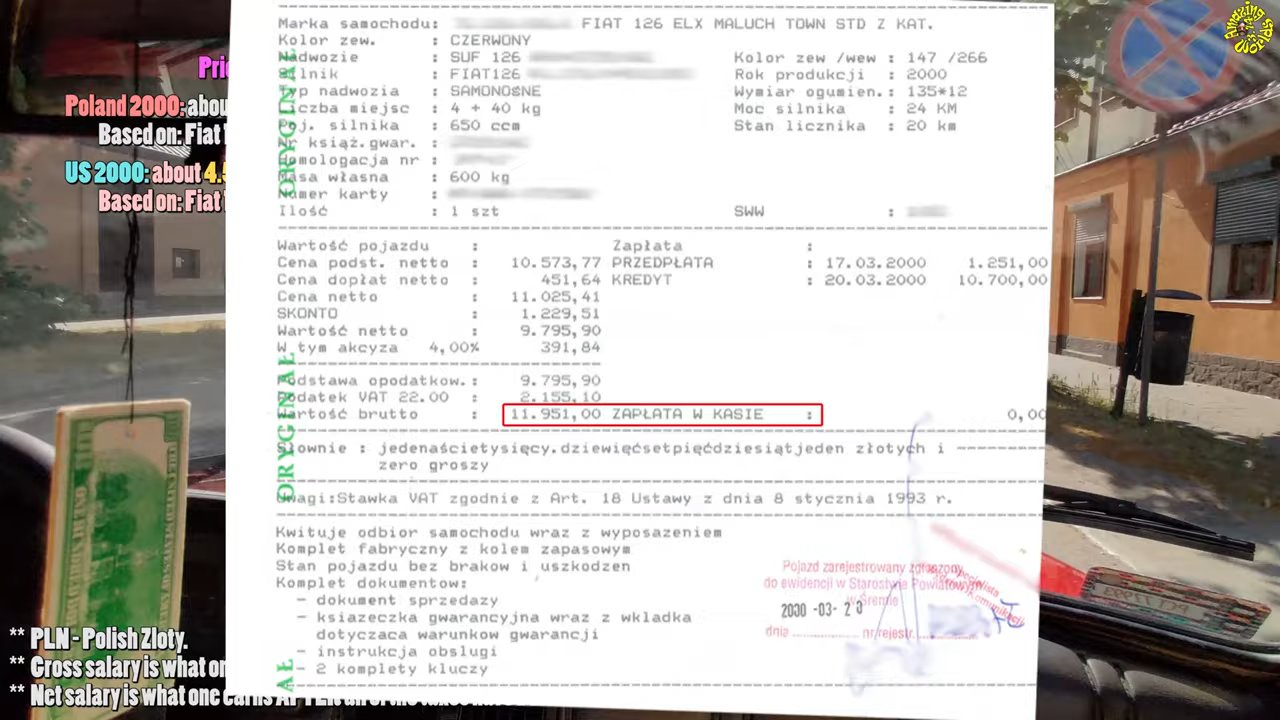 Marka samochodu: FIAT 126 ELX MALUCH TOWN STD Z KAT.
Kolor zew. : CZERWONY
Nadwozie : SUF 126 Kolor zew /wew : 147 /266
Silnik : FIAT126 Rok produkcji : 2000
Typ nadwozia : SAMONOŚNE Wymiar ogumien.: 135*12
Liczba miejsc : 4 + 40 kg Moc silnika : 24 KM
Poj. silnika : 650 ccm Stan licznika : 20 km
Nr książ.gwar. :
Homologacja nr :
Masa własna : 600 kg
Numer karty :
Ilość : 1 szt SWW :
Wartość pojazdu : Zapłata :
Cena podst. netto : 10.573,77 PRZEDPŁATA : 17.03.2000 1.251,00
Cena dopłat netto : 451,64 KREDYT : 20.03.2000 10.700,00
Cena netto : 11.025,41
SKONTO : 1.229,51
Wartość netto : 9.795,90
W tym akcyza 4,00% : 391,84
Podstawa opodatkow. : 9.795,90
Podatek VAT 22.00 : 2.155,10
Wartość brutto : 11.951,00 ZAPŁATA W KASIE : 0,00
Słownie : jedenaścietysięcy.dziewięćsetpięćdziesiątjeden złotych i
zero groszy
Uwagi:Stawka VAT zgodnie z Art. 18 Ustawy z dnia 8 stycznia 1993 r.
Kwituje odbior samochodu wraz z wyposazeniem
Komplet fabryczny z kolem zapasowym
Stan pojazdu bez brakow i uszkodzen
Komplet dokumentow:
- dokument sprzedazy
- ksiazeczka gwarancyjna wraz z wkladka
dotyczaca warunkow gwarancji
- instrukcja obslugi
- 2 komplety kluczy
ORYGINAŁ
ORYGINAŁ
AŁ
Pojazd zarejestrowany zgłoszony
do ewidencji w Starostwie Powiatowym
w Śremie
2000 -03- 2
dnia nr rejestr.
Poland 2000: about
Based on: Fiat
US 2000: about 4.
Based on: Fiat
** PLN - Polish Zloty.
** Gross salary is what on
** Net salary is what one earns AFTER
Amazing